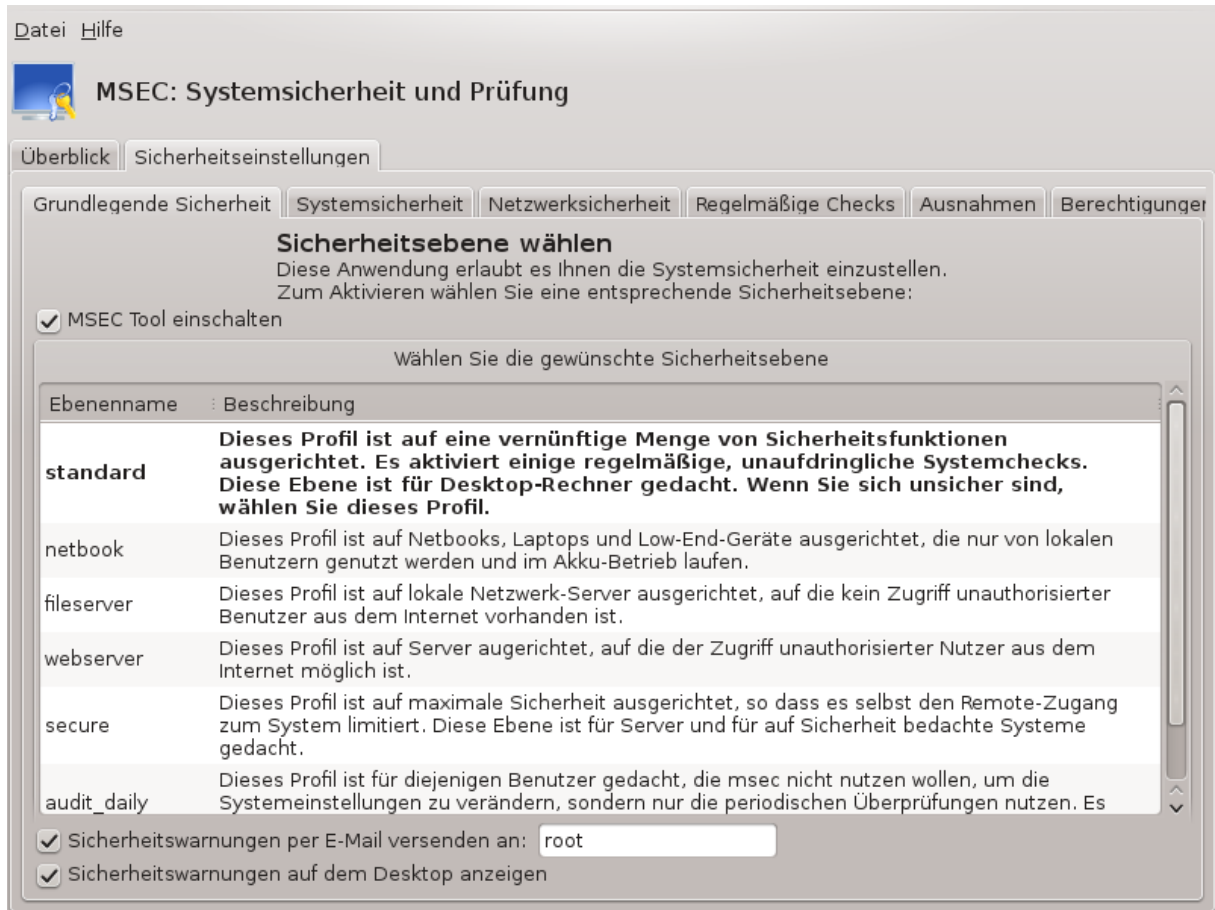 Datei Hilfe
MSEC: Systemsicherheit und Prüfung
Überblick Sicherheitseinstellungen
Grundlegende Sicherheit Systemsicherheit Netzwerksicherheit Regelmäßige Checks Ausnahmen Berechtigungen
Sicherheitsebene wählen
Diese Anwendung erlaubt es Ihnen die Systemsicherheit einzustellen.
Zum Aktivieren wählen Sie eine entsprechende Sicherheitsebene:
MSEC Tool einschalten
Wählen Sie die gewünschte Sicherheitsebene
Ebenenname Beschreibung
standard
Dieses Profil ist auf eine vernünftige Menge von Sicherheitsfunktionen
ausgerichtet. Es aktiviert einige regelmäßige, unaufdringliche Systemchecks.
Diese Ebene ist für Desktop-Rechner gedacht. Wenn Sie sich unsicher sind,
wählen Sie dieses Profil.
netbook
Dieses Profil ist auf Netbooks, Laptops und Low-End-Geräte ausgerichtet, die nur von lokalen
Benutzern genutzt werden und im Akku-Betrieb laufen.
fileserver
Dieses Profil ist auf lokale Netzwerk-Server ausgerichtet, auf die kein Zugriff unauthorisierter
Benutzer aus dem Internet vorhanden ist.
webserver
Dieses Profil ist auf Server augerichtet, auf die der Zugriff unauthorisierter Nutzer aus dem
Internet möglich ist.
secure
Dieses Profil ist auf maximale Sicherheit ausgerichtet, so dass es selbst den Remote-Zugang
zum System limitiert. Diese Ebene ist für Server und für auf Sicherheit bedachte Systeme
gedacht.
audit_daily
Dieses Profil ist für diejenigen Benutzer gedacht, die msec nicht nutzen wollen, um die
Systemeinstellungen zu verändern, sondern nur die periodischen Überprüfungen nutzen. Es
Sicherheitswarnungen per E-Mail versenden an: root
Sicherheitswarnungen auf dem Desktop anzeigen